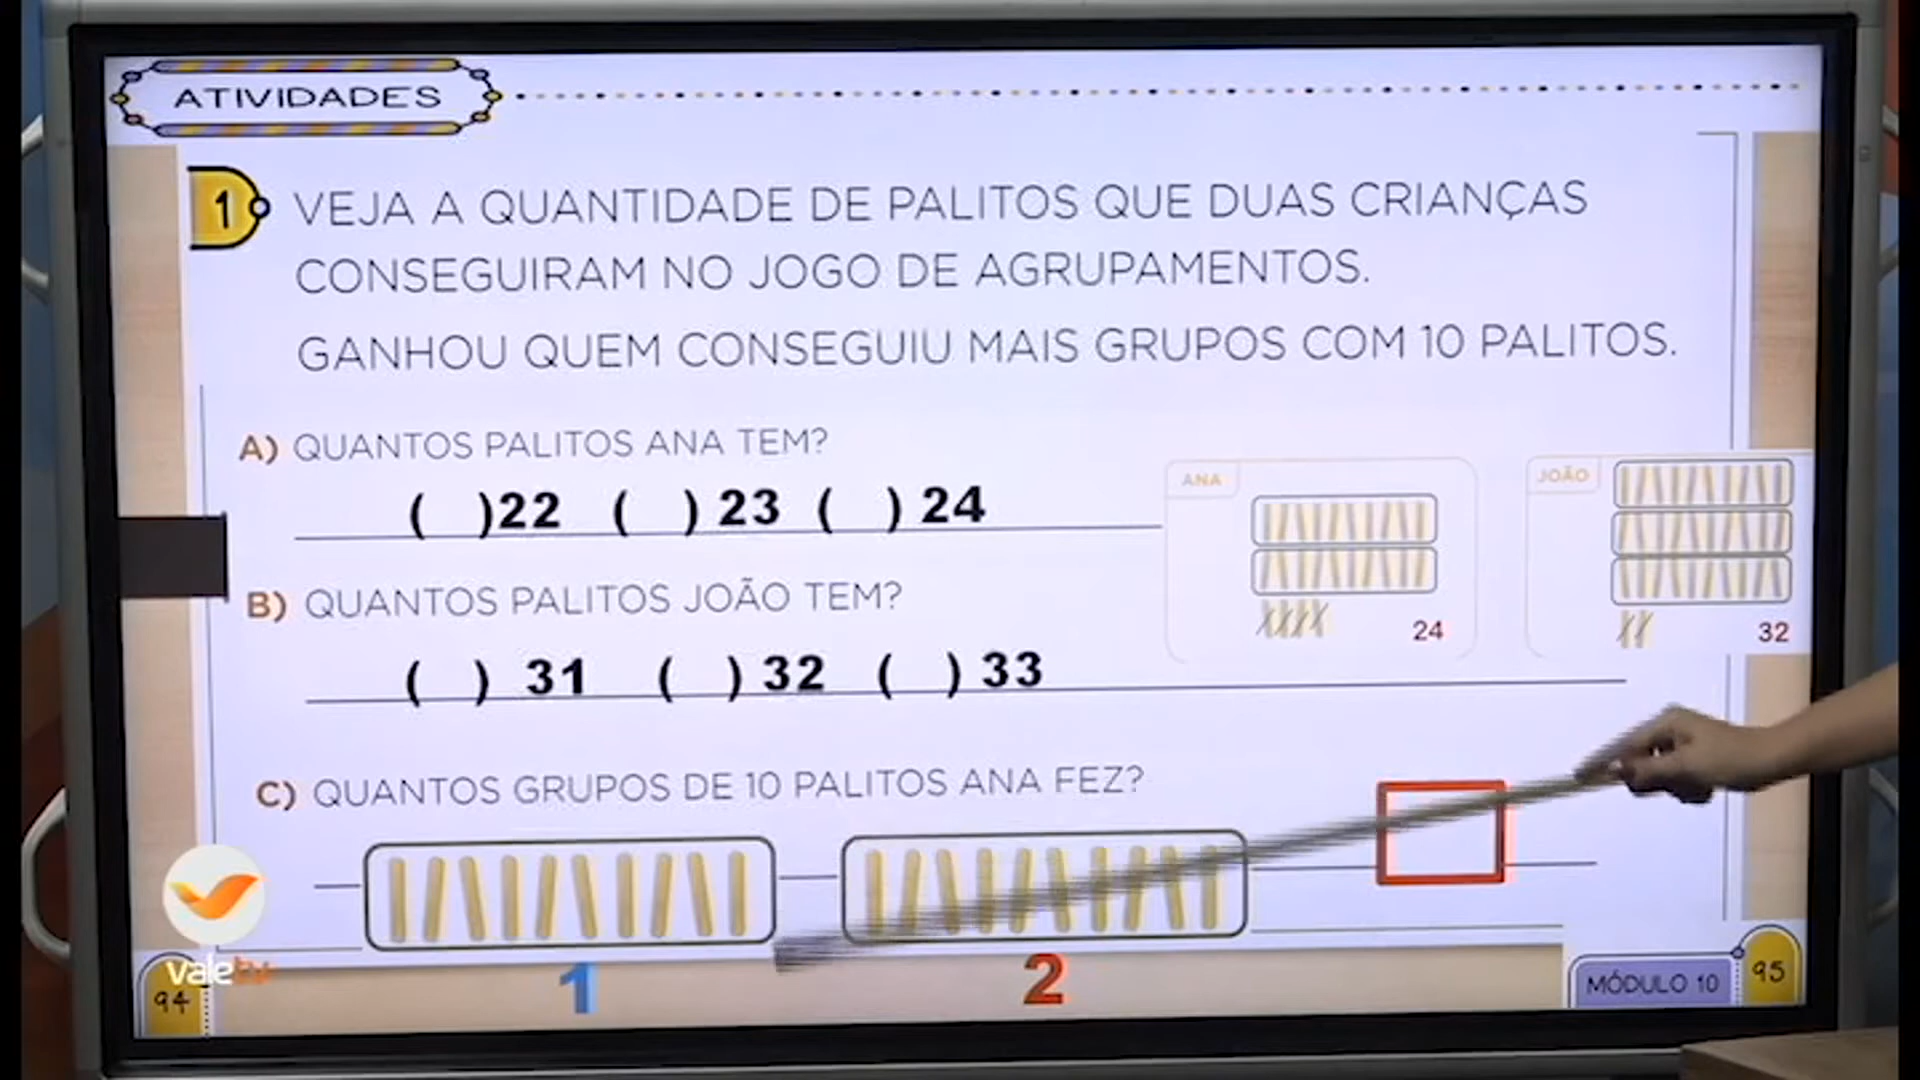 ATIVIDADES
1 VEJA A QUANTIDADE DE PALITOS QUE DUAS CRIANÇAS
CONSEGUIRAM NO JOGO DE AGRUPAMENTOS.
GANHOU QUEM CONSEGUIU MAIS GRUPOS COM 10 PALITOS.
A) QUANTOS PALITOS ANA TEM?
( )22 ( ) 23 ( ) 24
ANA
24
JOÃO
32
B) QUANTOS PALITOS JOÃO TEM?
( ) 31 ( ) 32 ( ) 33
C) QUANTOS GRUPOS DE 10 PALITOS ANA FEZ?
1 2
valetv
94
MÓDULO 10 95